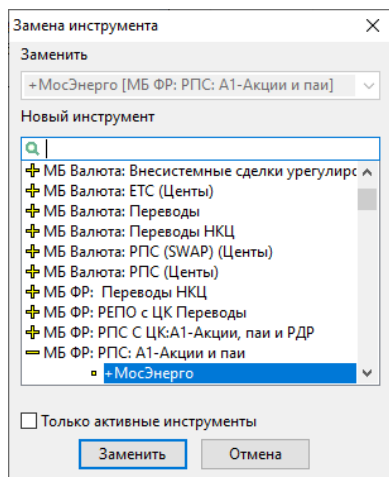 Замена инструмента
Заменить
+МосЭнерго [МБ ФР: РПС: А1-Акции и паи]
Новый инструмент
МБ Валюта: Внесистемные сделки урегулирс
МБ Валюта: ЕТС (Центы)
МБ Валюта: Переводы
МБ Валюта: Переводы НКЦ
МБ Валюта: РПС (SWAP) (Центы)
МБ Валюта: РПС (Центы)
МБ ФР:  Переводы НКЦ
МБ ФР: РЕПО с ЦК Переводы
МБ ФР: РПС С ЦК:А1-Акции, паи и РДР
МБ ФР: РПС: А1-Акции и паи
+МосЭнерго
Только активные инструменты
Заменить Отмена